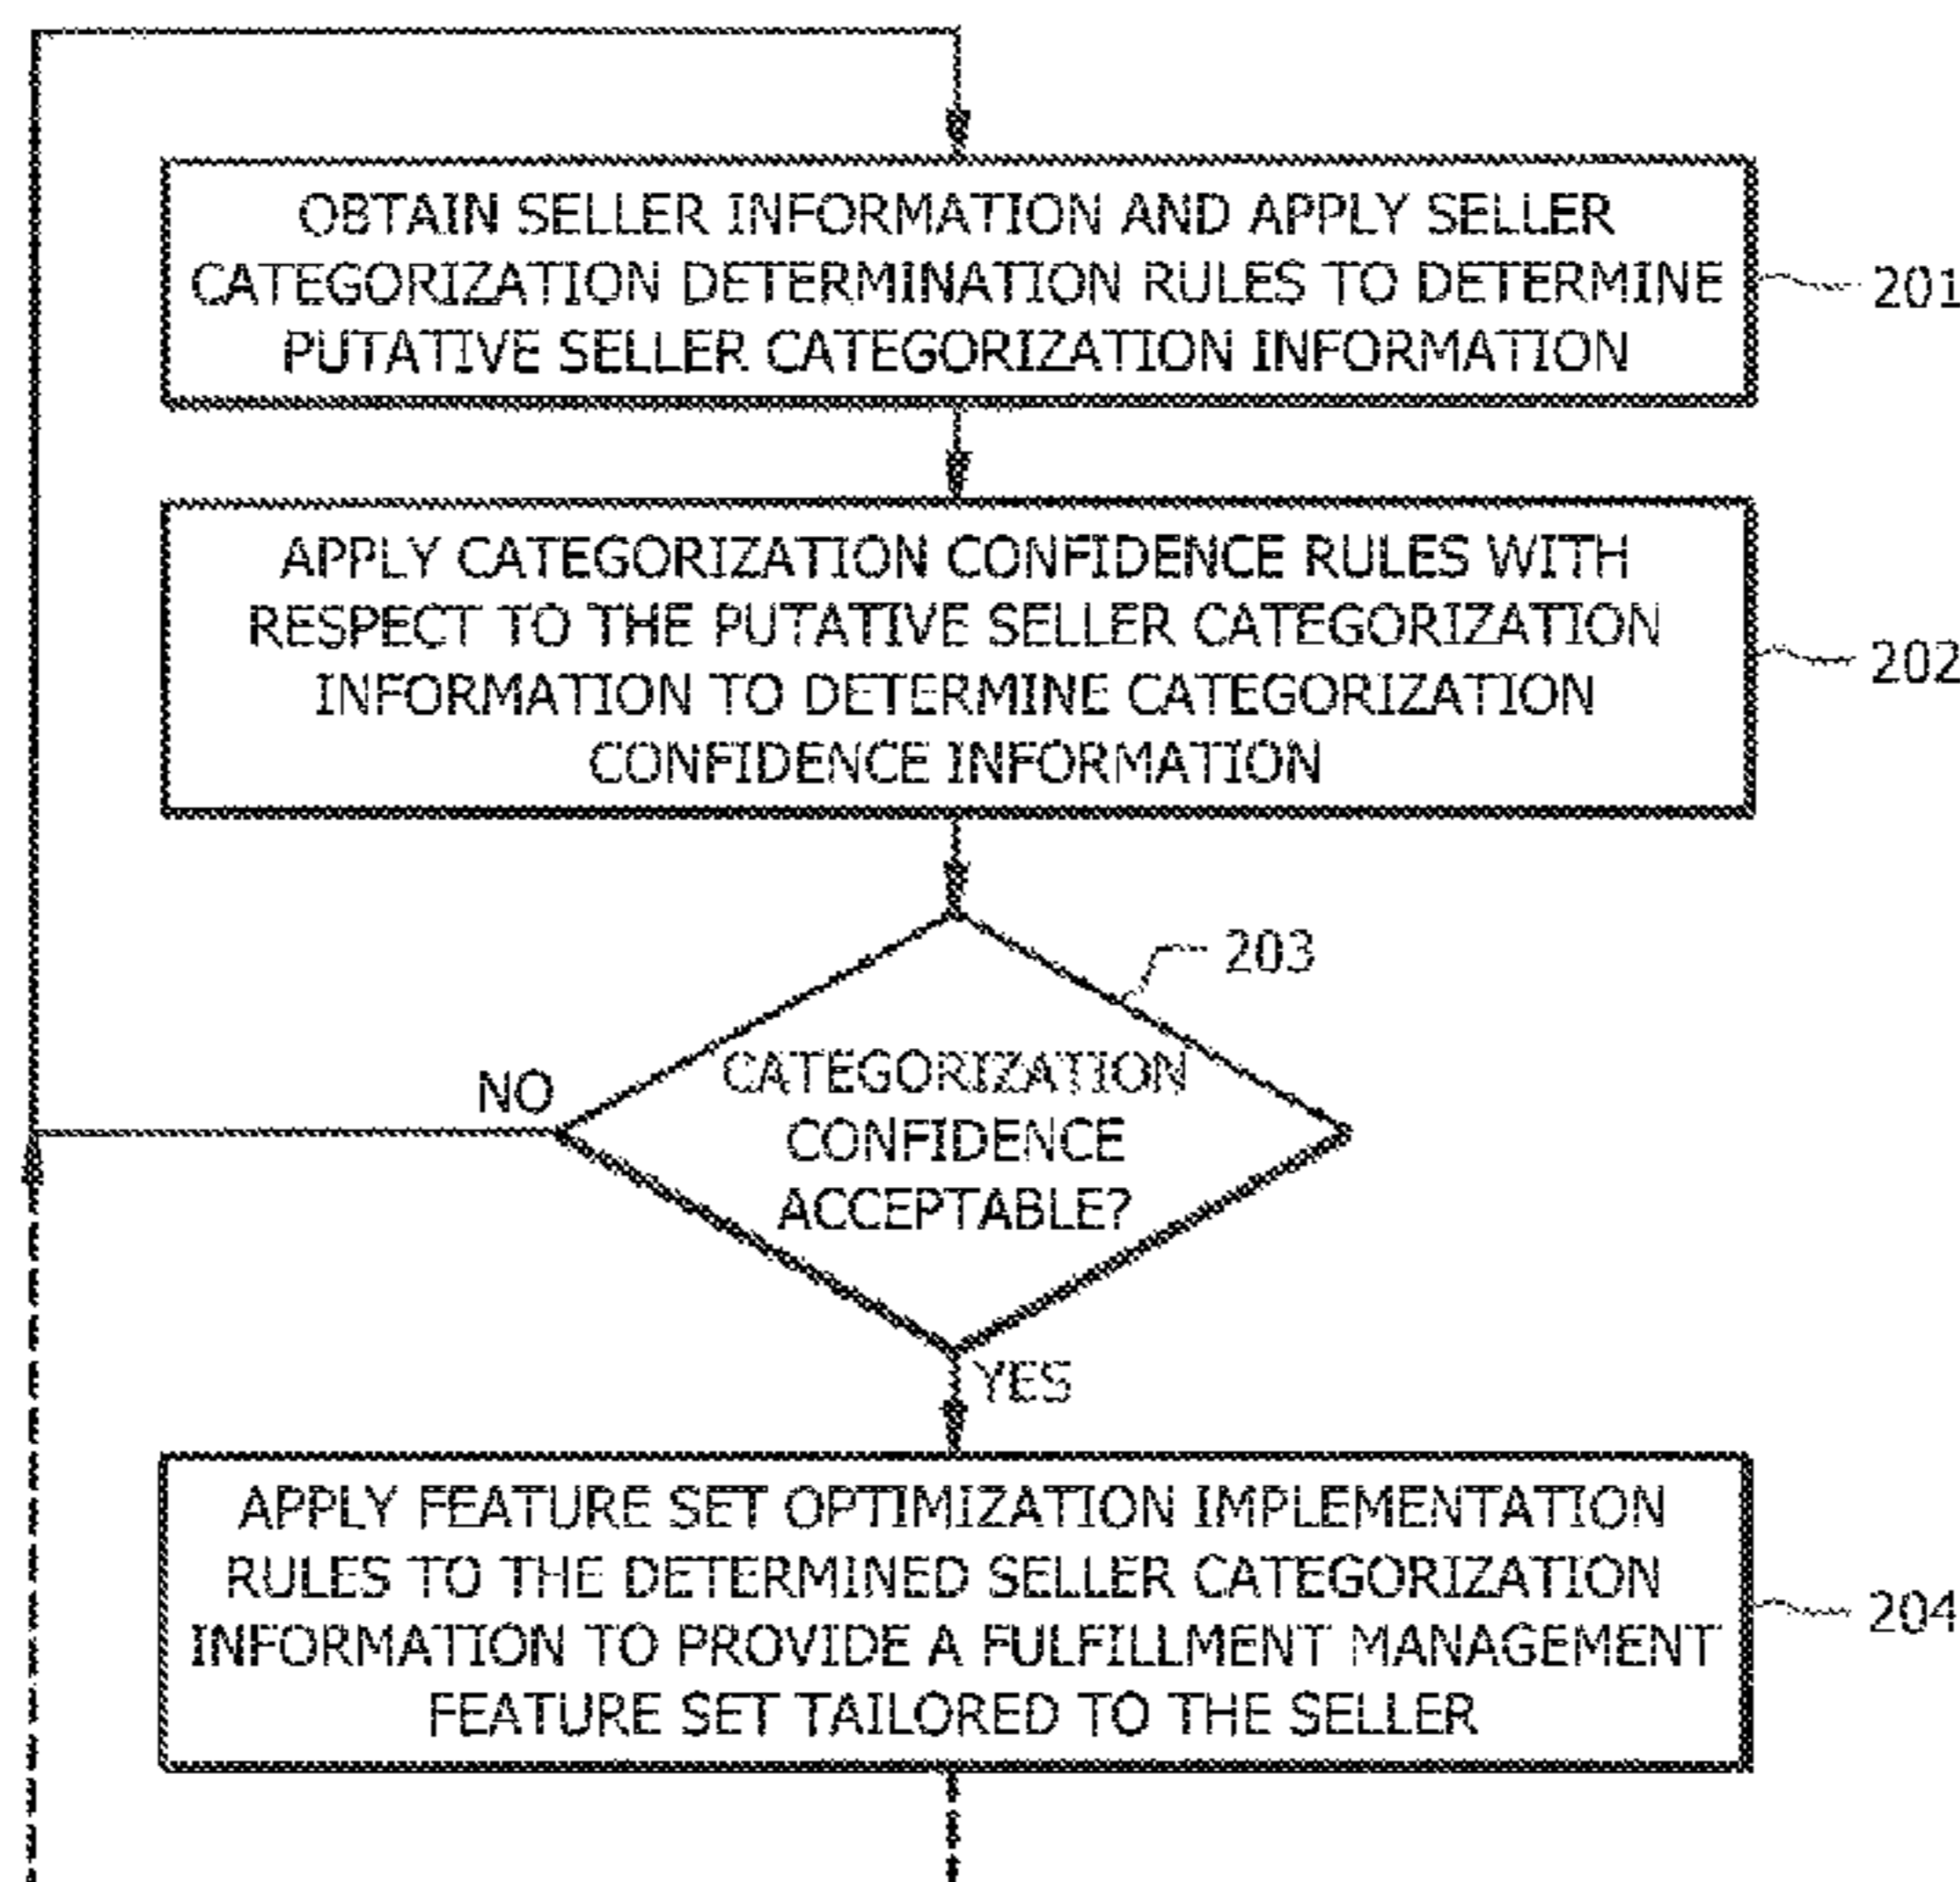 OBTAIN SELLER INFORMATION AND APPLY SELLER
CATEGORIZATION DETERMINATION RULES TO DETERMINE
PUTATIVE SELLER CATEGORIZATION INFORMATION
201
APPLY CATEGORIZATION CONFIDENCE RULES WITH
RESPECT TO THE PUTATIVE SELLER CATEGORIZATION
INFORMATION TO DETERMINE CATEGORIZATION
CONFIDENCE INFORMATION
202
203
CATEGORIZATION
CONFIDENCE
ACCEPTABLE?
NO
YES
APPLY FEATURE SET OPTIMIZATION IMPLEMENTATION
RULES TO THE DETERMINED SELLER CATEGORIZATION
INFORMATION TO PROVIDE A FULFILLMENT MANAGEMENT
FEATURE SET TAILORED TO THE SELLER
204